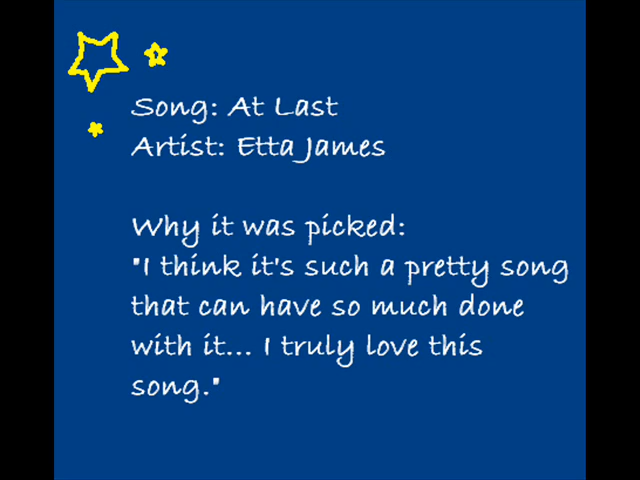 Song: At Last
Artist: Etta James
Why it was picked:
"I think it's such a pretty song
that can have so much done
with it... I truly love this
song."